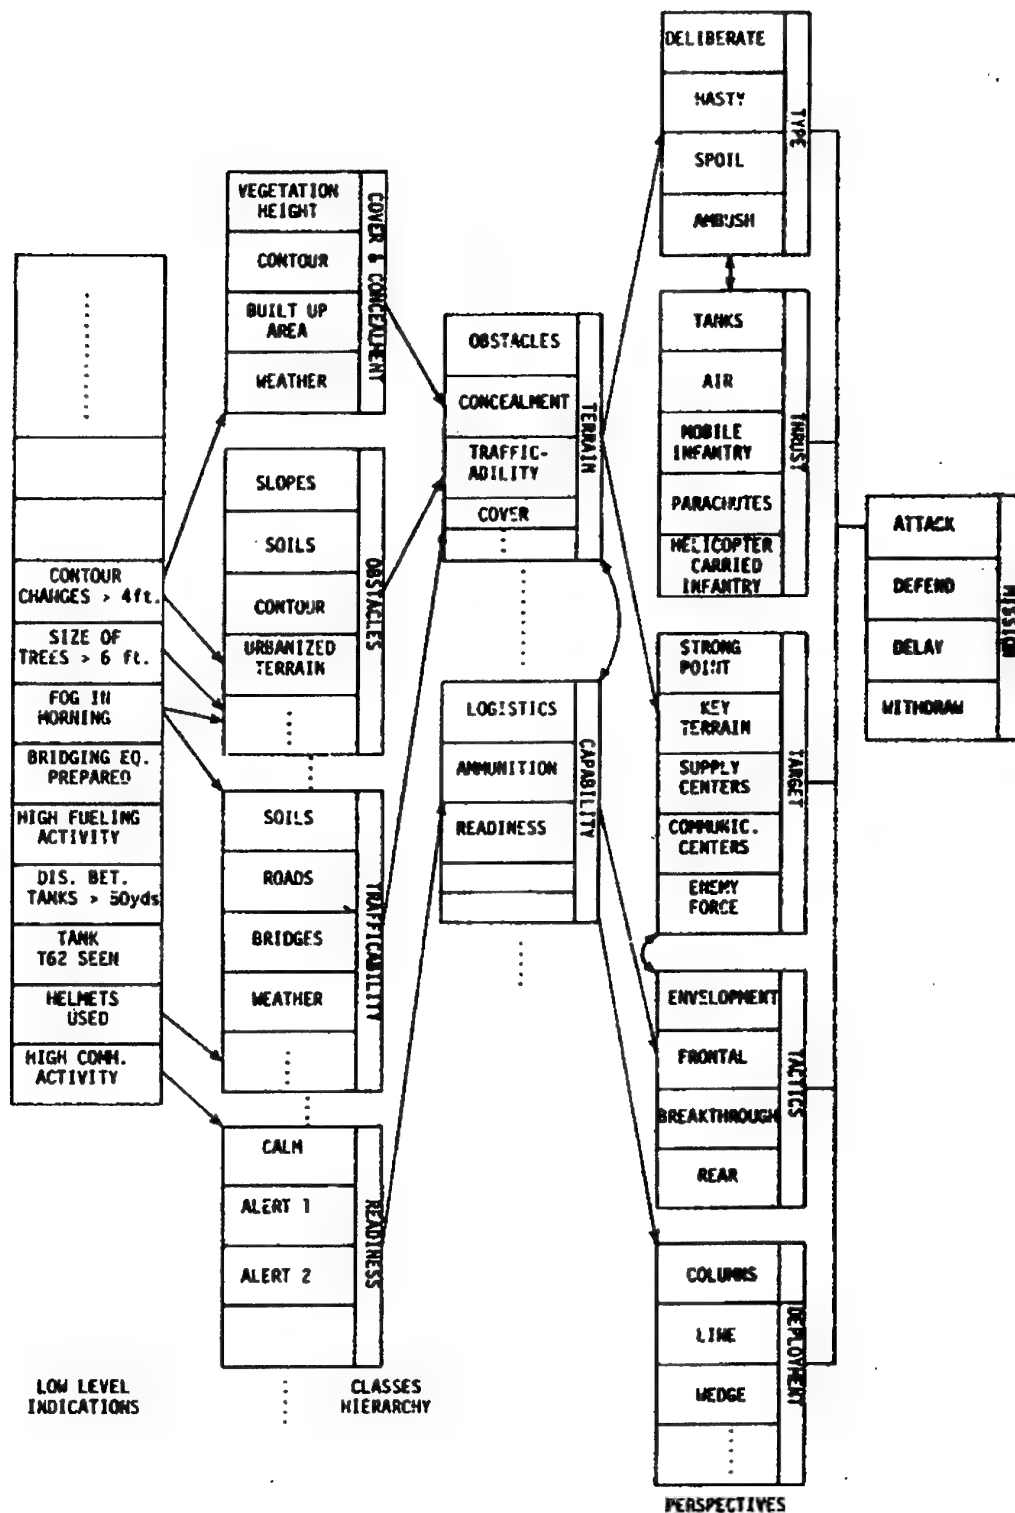 CONTOUR
CHANGES > 4ft.
SIZE OF
TREES > 6 ft.
FOG IN
MORNING
BRIDGING EQ.
PREPARED
HIGH FUELING
ACTIVITY
DIS. BET.
TANKS > 50yds
TANK
T62 SEEN
HELMETS
USED
HIGH COMM.
ACTIVITY
LOW LEVEL
INDICATIONS
VEGETATION
HEIGHT
CONTOUR
BUILT UP
AREA
WEATHER
COVER & CONCEALMENT
SLOPES
SOILS
CONTOUR
URBANIZED
TERRAIN
OBSTACLES
SOILS
ROADS
BRIDGES
WEATHER
TRAFFICABILITY
CALM
ALERT 1
ALERT 2
READINESS
CLASSES
HIERARCHY
OBSTACLES
CONCEALMENT
TRAFFIC-
ABILITY
COVER
TERRAIN
LOGISTICS
AMMUNITION
READINESS
CAPABILITY
DELIBERATE
HASTY
SPOIL
AMBUSH
TYPE
TANKS
AIR
MOBILE
INFANTRY
PARACHUTES
HELICOPTER
CARRIED
INFANTRY
THRUST
STRONG
POINT
KEY
TERRAIN
SUPPLY
CENTERS
COMMUNIC.
CENTERS
ENEMY
FORCE
TARGET
ENVELOPMENT
FRONTAL
BREAKTHROUGH
REAR
TACTICS
COLUMNS
LINE
WEDGE
DEPLOYMENT
PERSPECTIVES
ATTACK
DEFEND
DELAY
WITHDRAW
MISSION